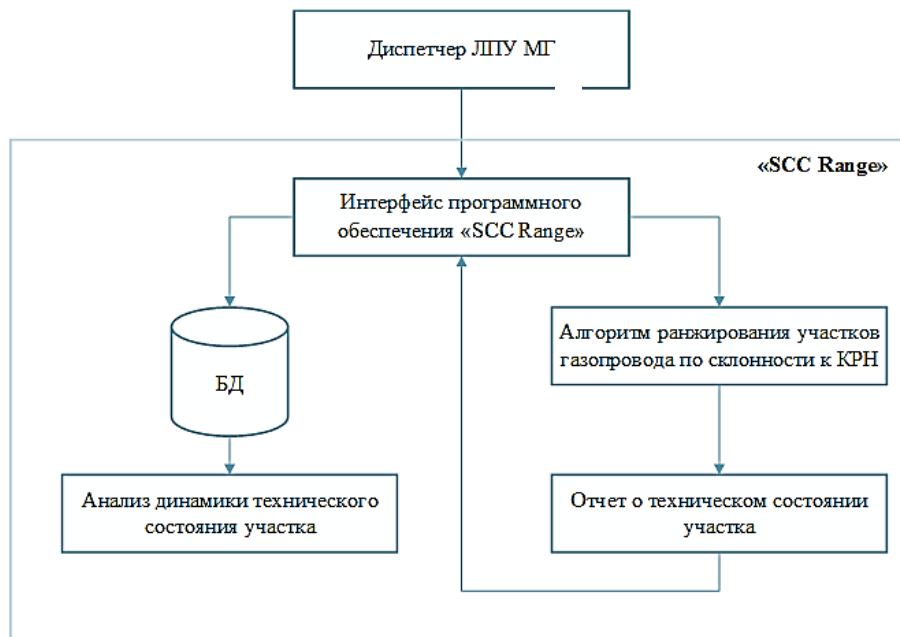 Диспетчер ЛПУ МГ
«SCC Range»
Интерфейс программного
обеспечения «SCC Range»
БД
Алгоритм ранжирования участков
газопровода по склонности к КРН
Анализ динамики технического
состояния участка
Отчет о техническом состоянии
участка